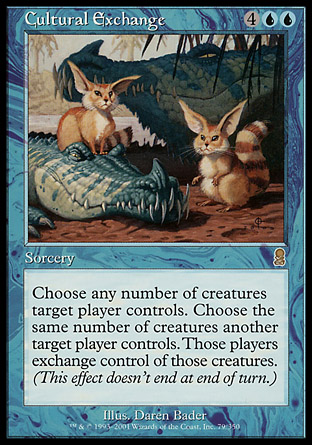 Cultural Exchange 4
Sorcery
Choose any number of creatures
target player controls. Choose the
same number of creatures another
target player controls. Those players
exchange control of those creatures.
(This effect doesn't end at end of turn.)
Illus. Daren Bader
™ & © 1993-2001 Wizards of the Coast, Inc. 79/350